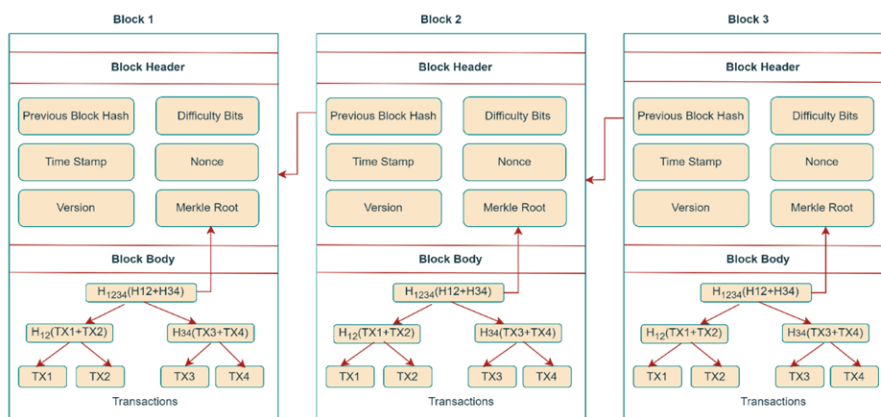 Block 1
Block Header
Previous Block Hash
Difficulty Bits
Time Stamp
Nonce
Version
Merkle Root
Block Body
H1234(H12+H34)
H12(TX1+TX2)
H34(TX3+TX4)
TX1
TX2
TX3
TX4
Transactions
Block 2
Block Header
Previous Block Hash
Difficulty Bits
Time Stamp
Nonce
Version
Merkle Root
Block Body
H1234(H12+H34)
H12(TX1+TX2)
H34(TX3+TX4)
TX1
TX2
TX3
TX4
Transactions
Block 3
Block Header
Previous Block Hash
Difficulty Bits
Time Stamp
Nonce
Version
Merkle Root
Block Body
H1234(H12+H34)
H12(TX1+TX2)
H34(TX3+TX4)
TX1
TX2
TX3
TX4
Transactions